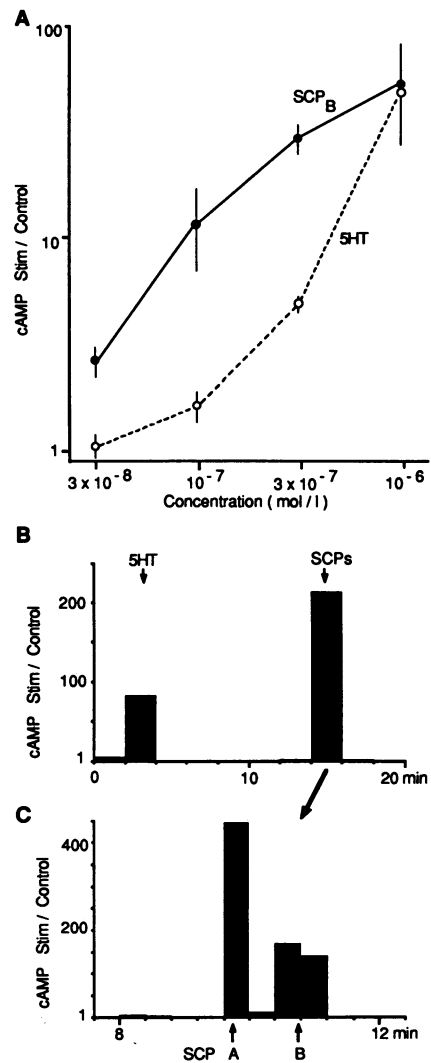 A
100
SCP_B
10
5HT
1
cAMP Stim / Control
3 x 10^-8 10^-7 3 x 10^-7 10^-6
Concentration ( mol / l )
B
5HT SCPs
200
100
1
cAMP Stim / Control
0 10 20 min
C
400
200
1
cAMP Stim / Control
8 12 min
SCP A B